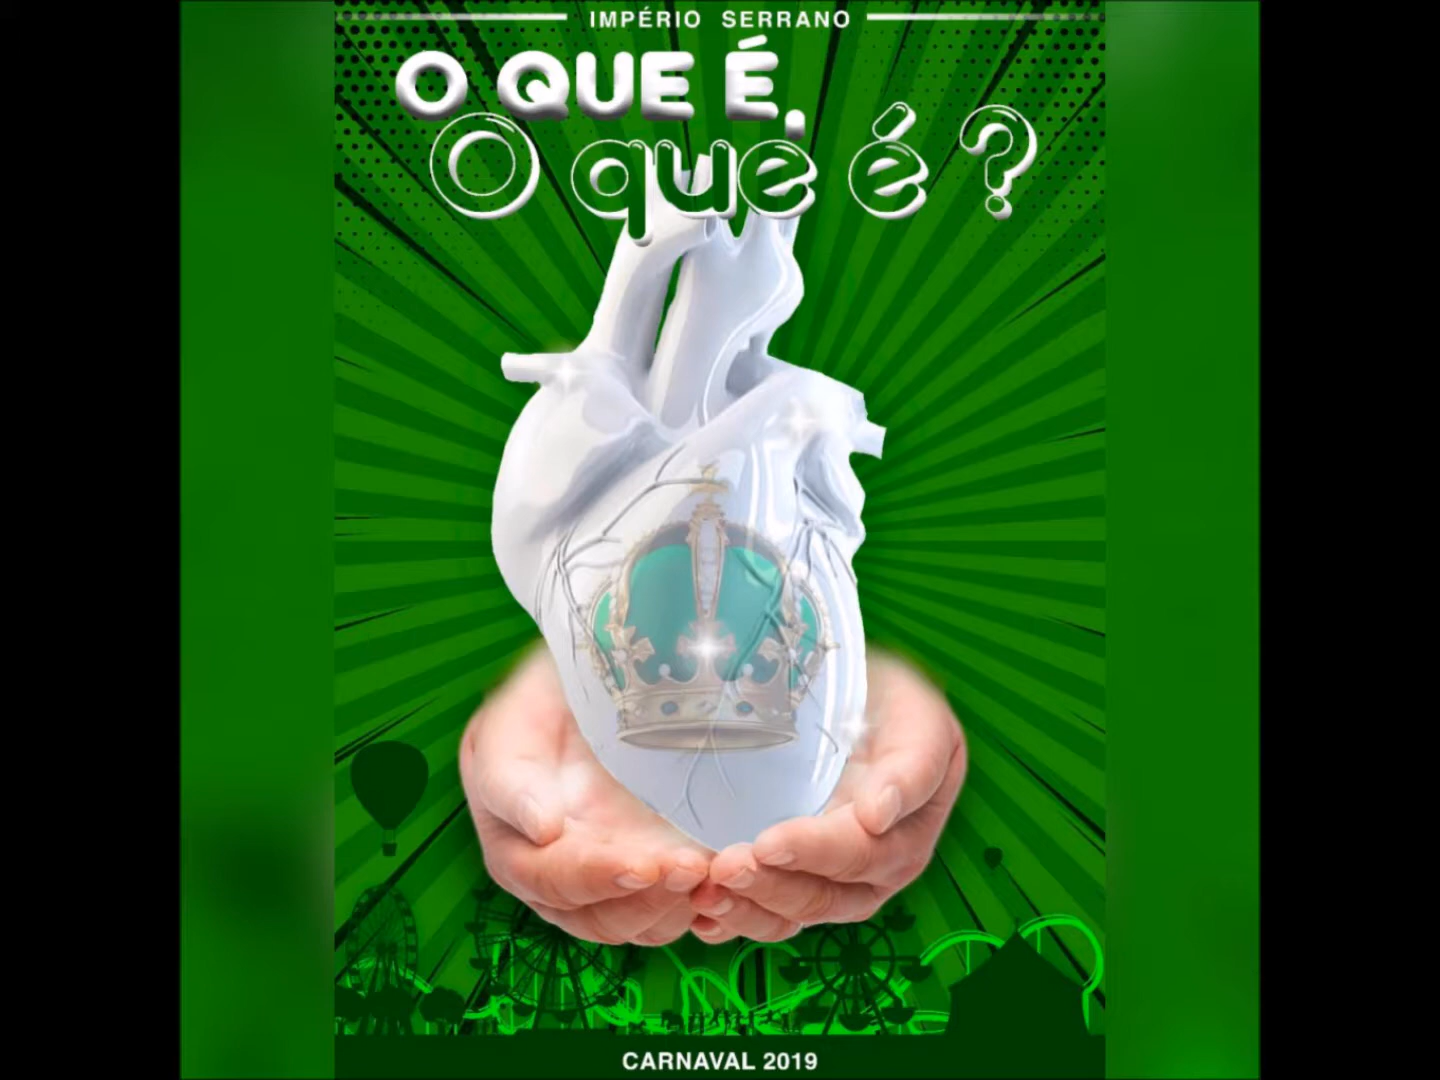 IMPÉRIO SERRANO
O QUE É,
O que é?
CARNAVAL 2019